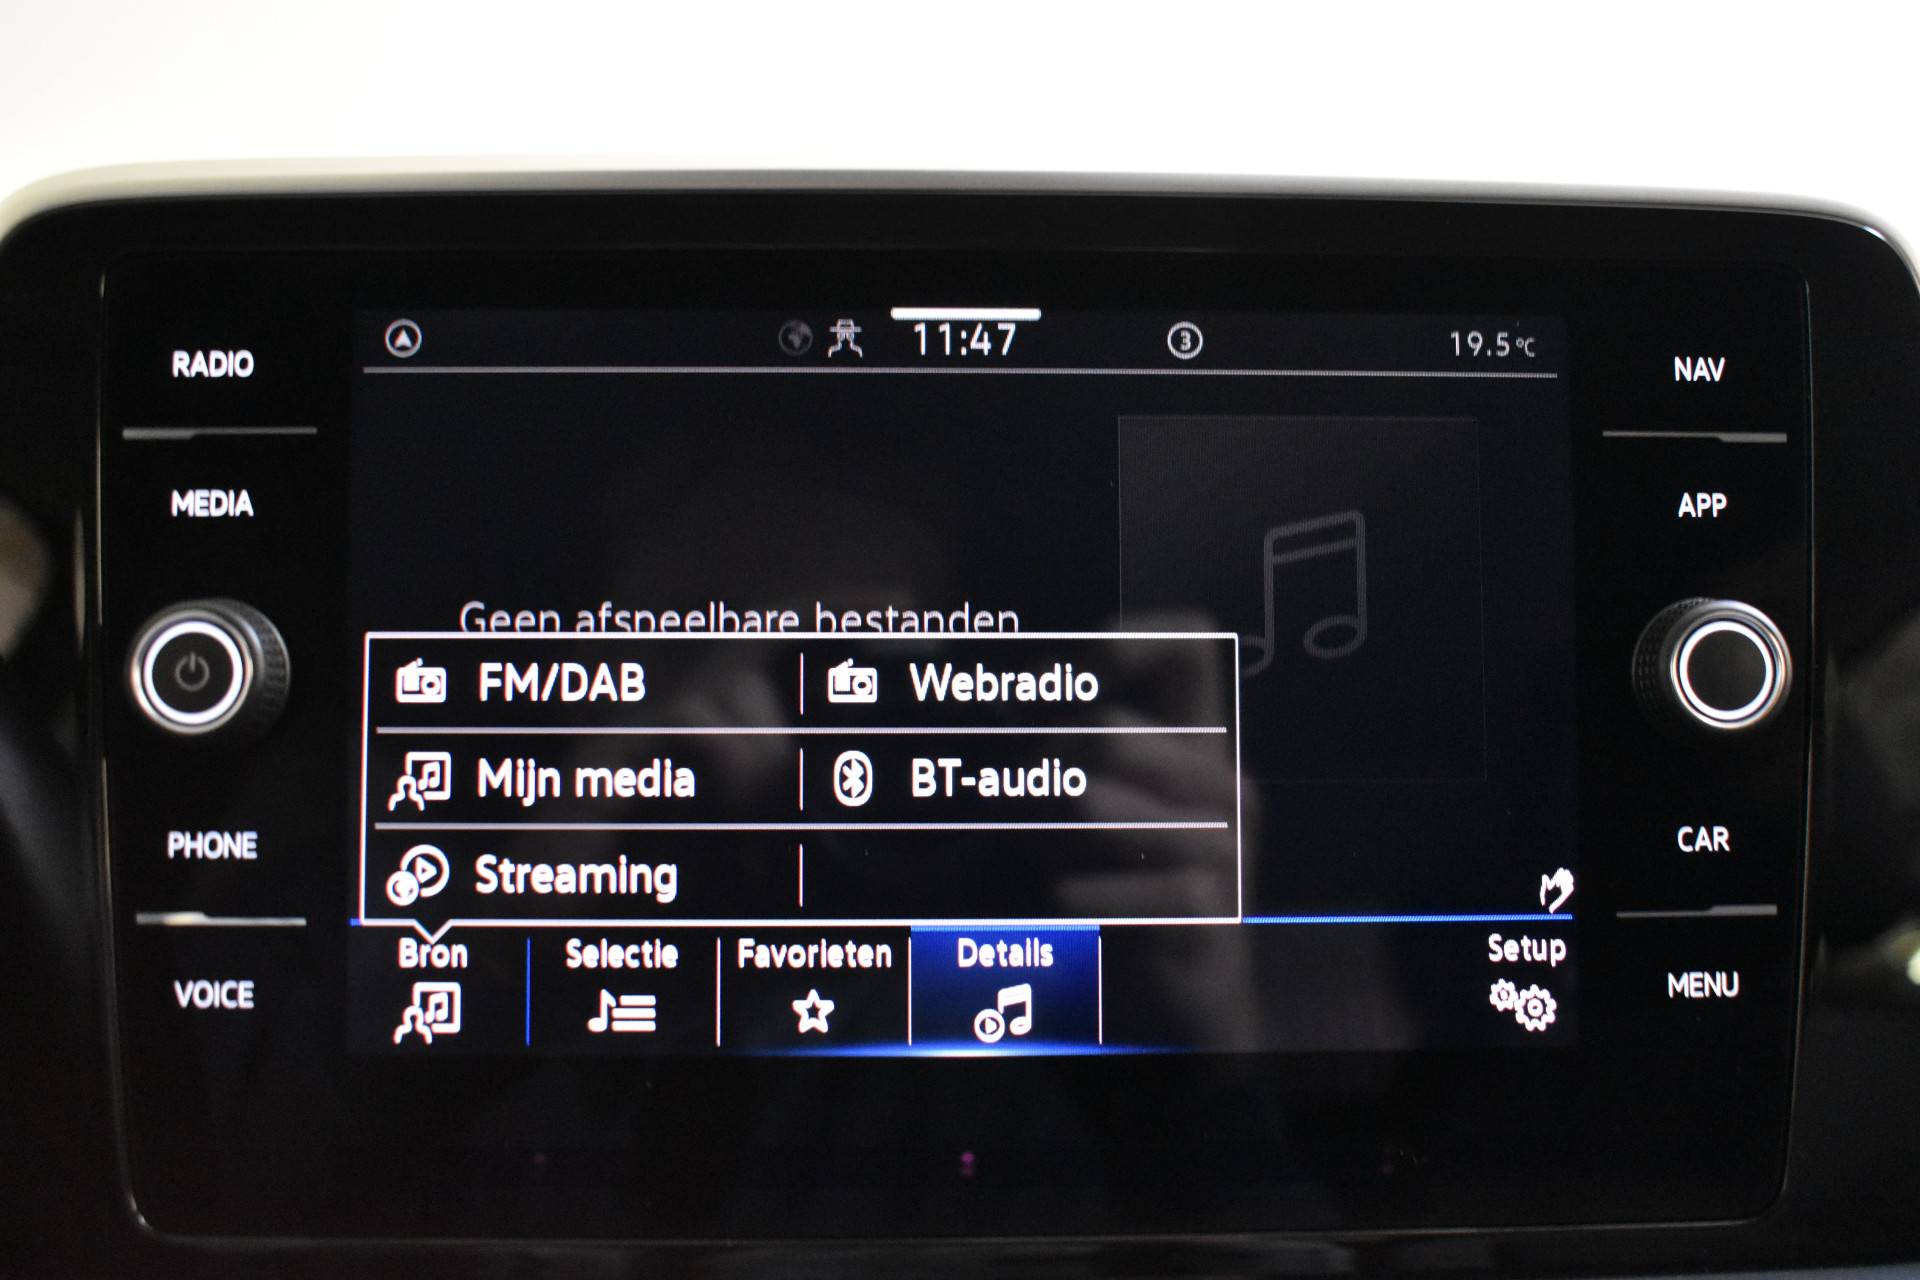 11:47
3
19.5°C
RADIO
MEDIA
PHONE
VOICE
NAV
APP
CAR
MENU
Geen afspeelbare bestanden
FM/DAB
Webradio
Mijn media
BT-audio
Streaming
Bron
Selectie
Favorieten
Details
Setup